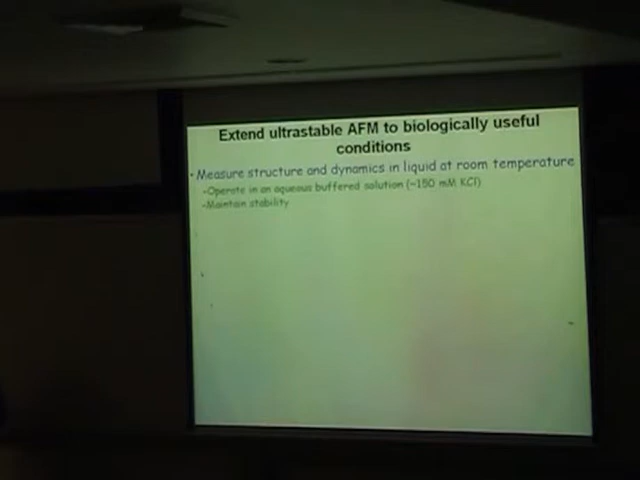 Extend ultrastable AFM to biologically useful
conditions
• Measure structure and dynamics in liquid at room temperature
-Operate in an aqueous buffered solution (~150 mM KCl)
-Maintain stability